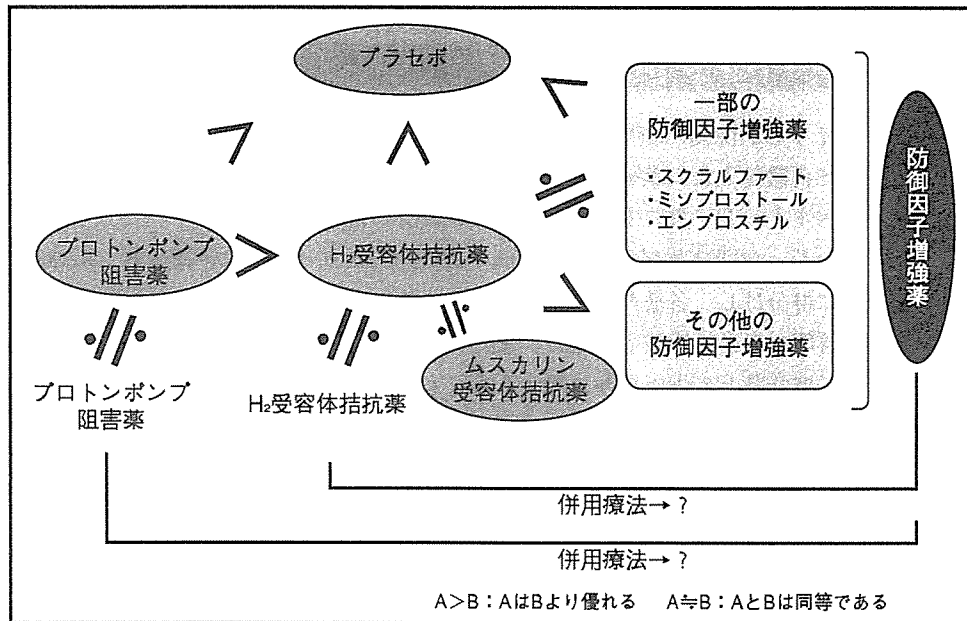 プラセボ
一部の
防御因子増強薬
・スクラルファート
・ミソプロストール
・エンプロスチル
防御因子増強薬
プロトンポンプ
阻害薬
>
H₂受容体拮抗薬
≒
その他の
防御因子増強薬
ムスカリン
受容体拮抗薬
プロトンポンプ
阻害薬
H₂受容体拮抗薬
併用療法→ ?
併用療法→ ?
A>B:AはBより優れる A≒B:AとBは同等である